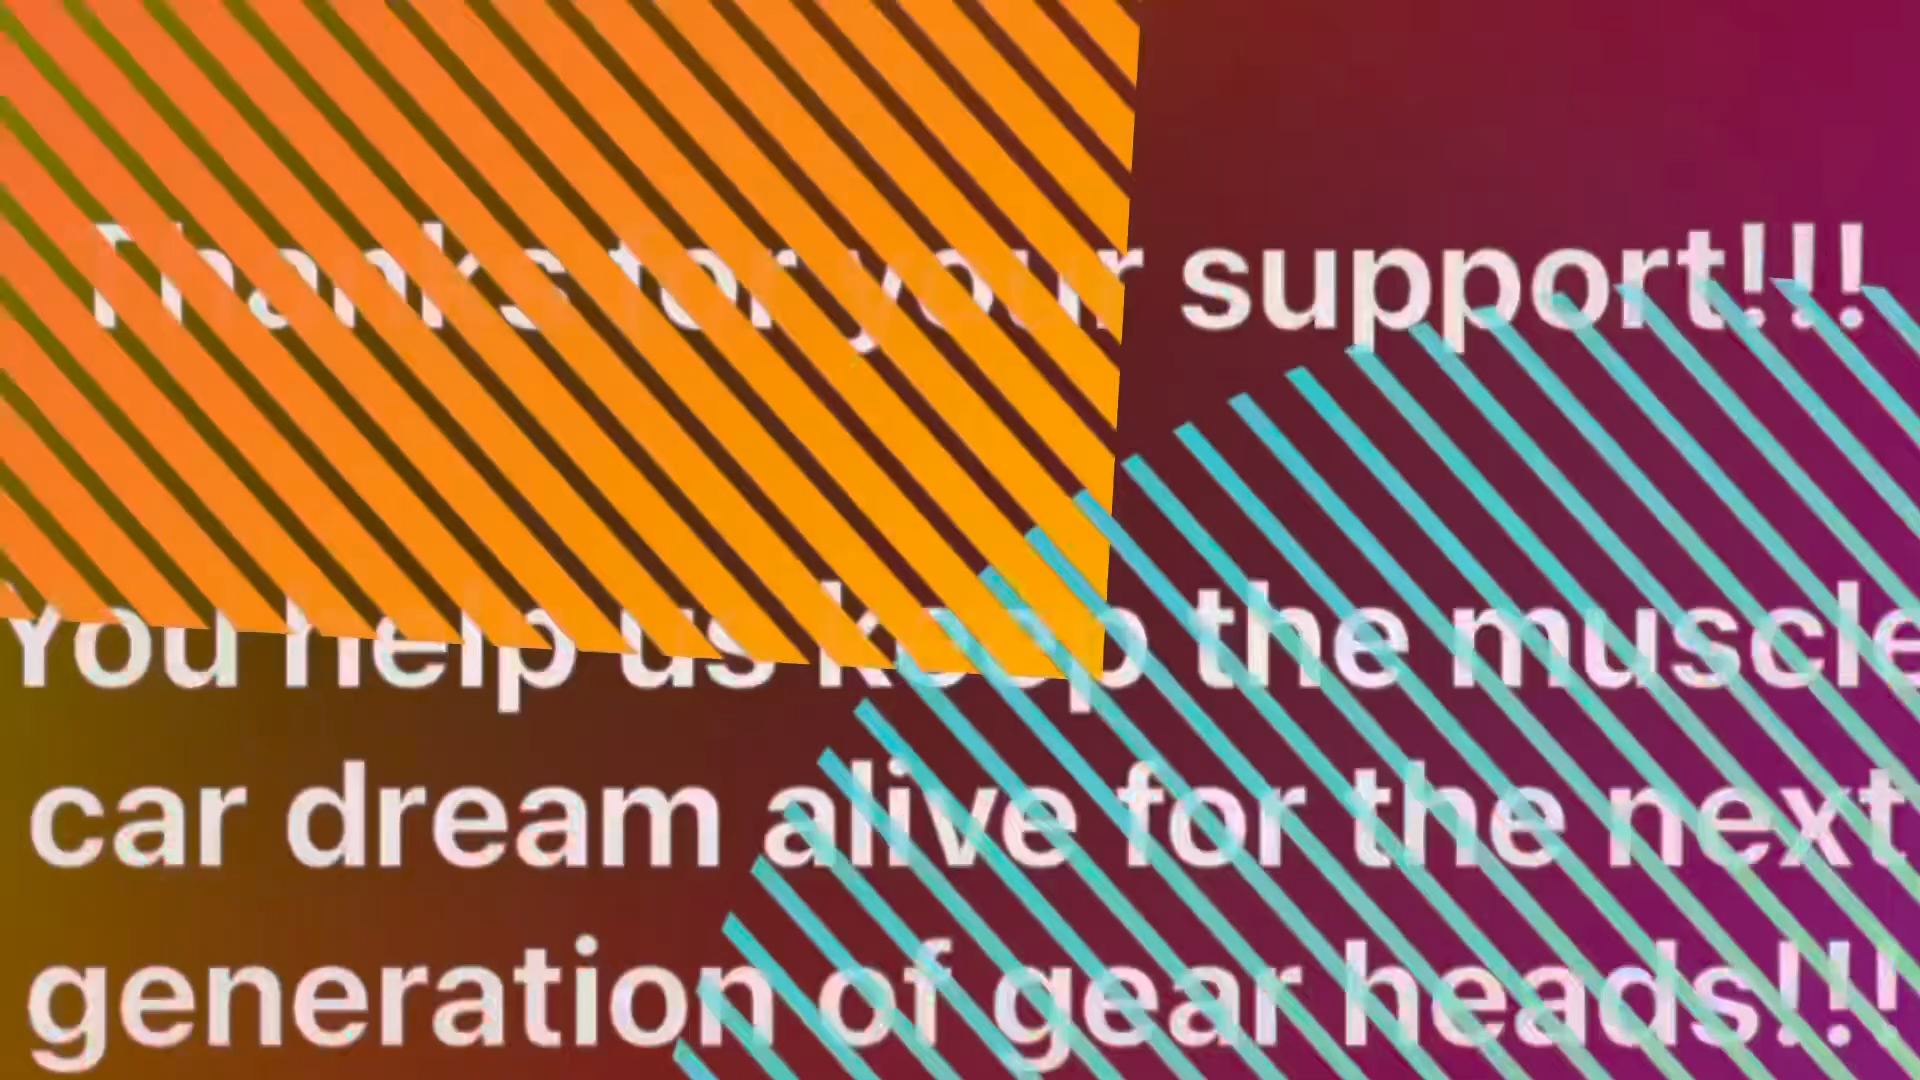 Thanks for your support!!!
You help us keep the muscle
car dream alive for the next
generation of gear heads!!!